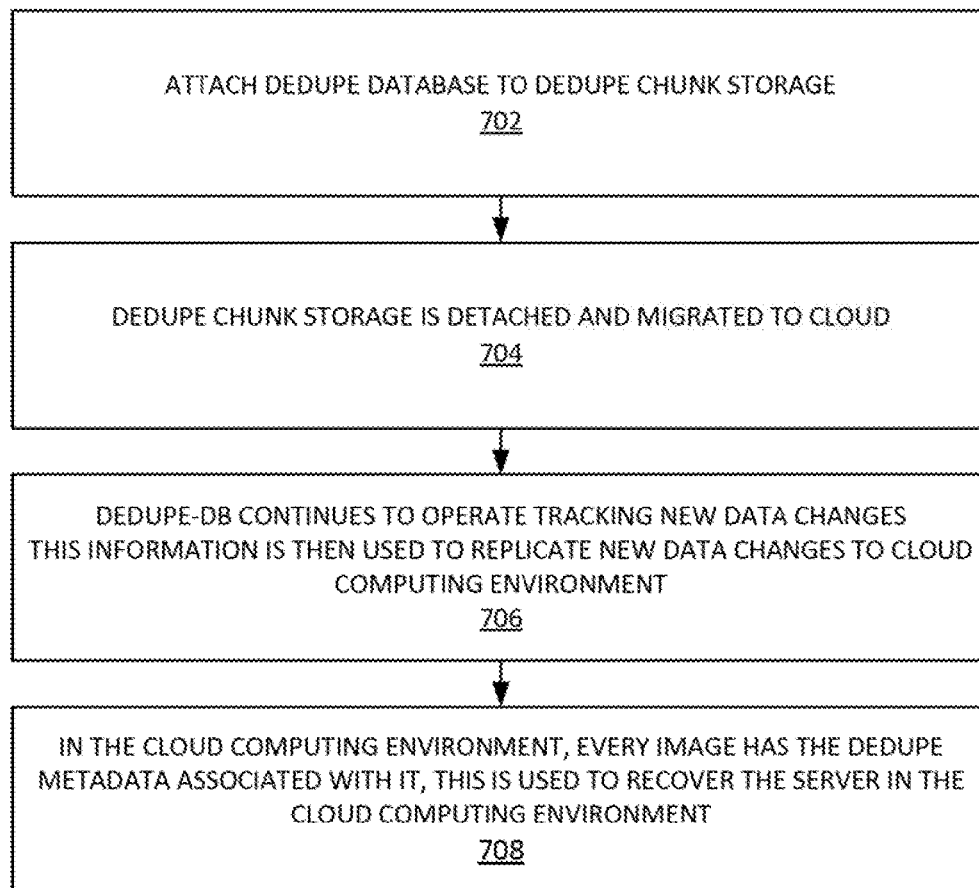 ATTACH DEDUPE DATABASE TO DEDUPE CHUNK STORAGE
702
DEDUPE CHUNK STORAGE IS DETACHED AND MIGRATED TO CLOUD
704
DEDUPE-DB CONTINUES TO OPERATE TRACKING NEW DATA CHANGES
THIS INFORMATION IS THEN USED TO REPLICATE NEW DATA CHANGES TO CLOUD
COMPUTING ENVIRONMENT
706
IN THE CLOUD COMPUTING ENVIRONMENT, EVERY IMAGE HAS THE DEDUPE
METADATA ASSOCIATED WITH IT, THIS IS USED TO RECOVER THE SERVER IN THE
CLOUD COMPUTING ENVIRONMENT
708